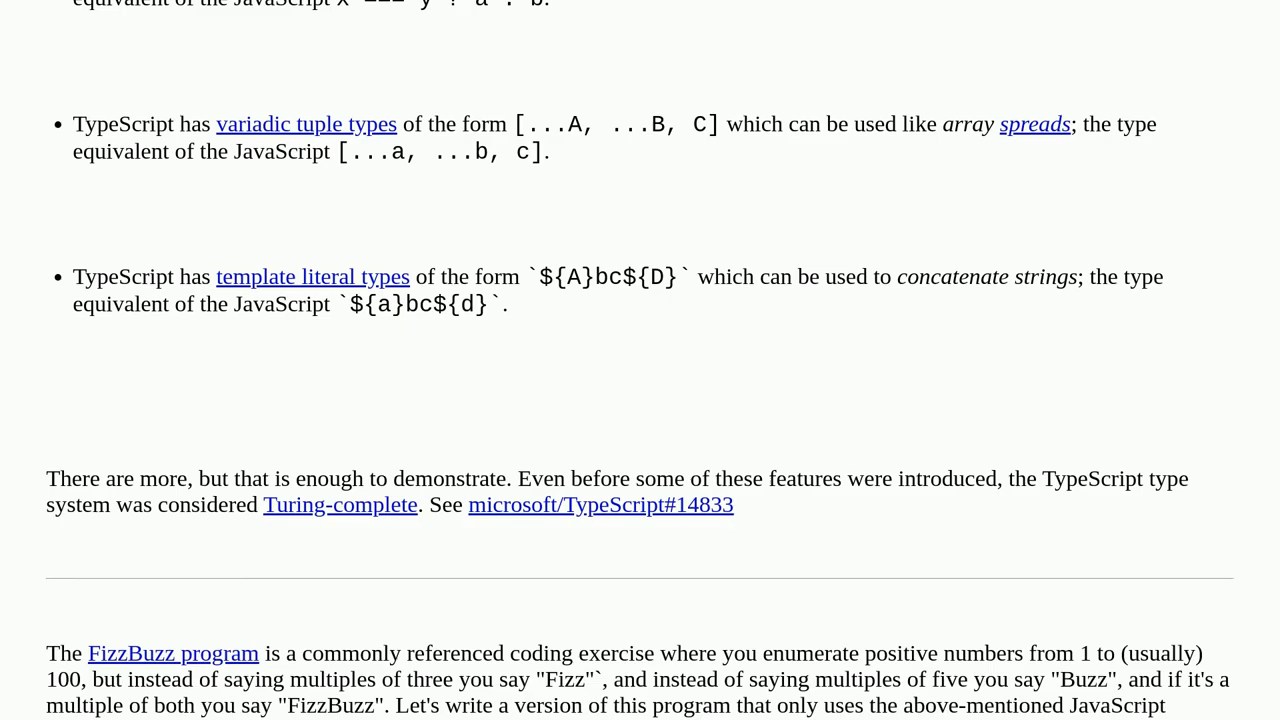 equivalent of the JavaScript x === y ? a : b.
• TypeScript has variadic tuple types of the form [...A, ...B, C] which can be used like array spreads; the type
equivalent of the JavaScript [...a, ...b, c].
• TypeScript has template literal types of the form `${A}bc${D}` which can be used to concatenate strings; the type
equivalent of the JavaScript `${a}bc${d}`.
There are more, but that is enough to demonstrate. Even before some of these features were introduced, the TypeScript type
system was considered Turing-complete. See microsoft/TypeScript#14833
The FizzBuzz program is a commonly referenced coding exercise where you enumerate positive numbers from 1 to (usually)
100, but instead of saying multiples of three you say "Fizz"`, and instead of saying multiples of five you say "Buzz", and if it's a
multiple of both you say "FizzBuzz". Let's write a version of this program that only uses the above-mentioned JavaScript